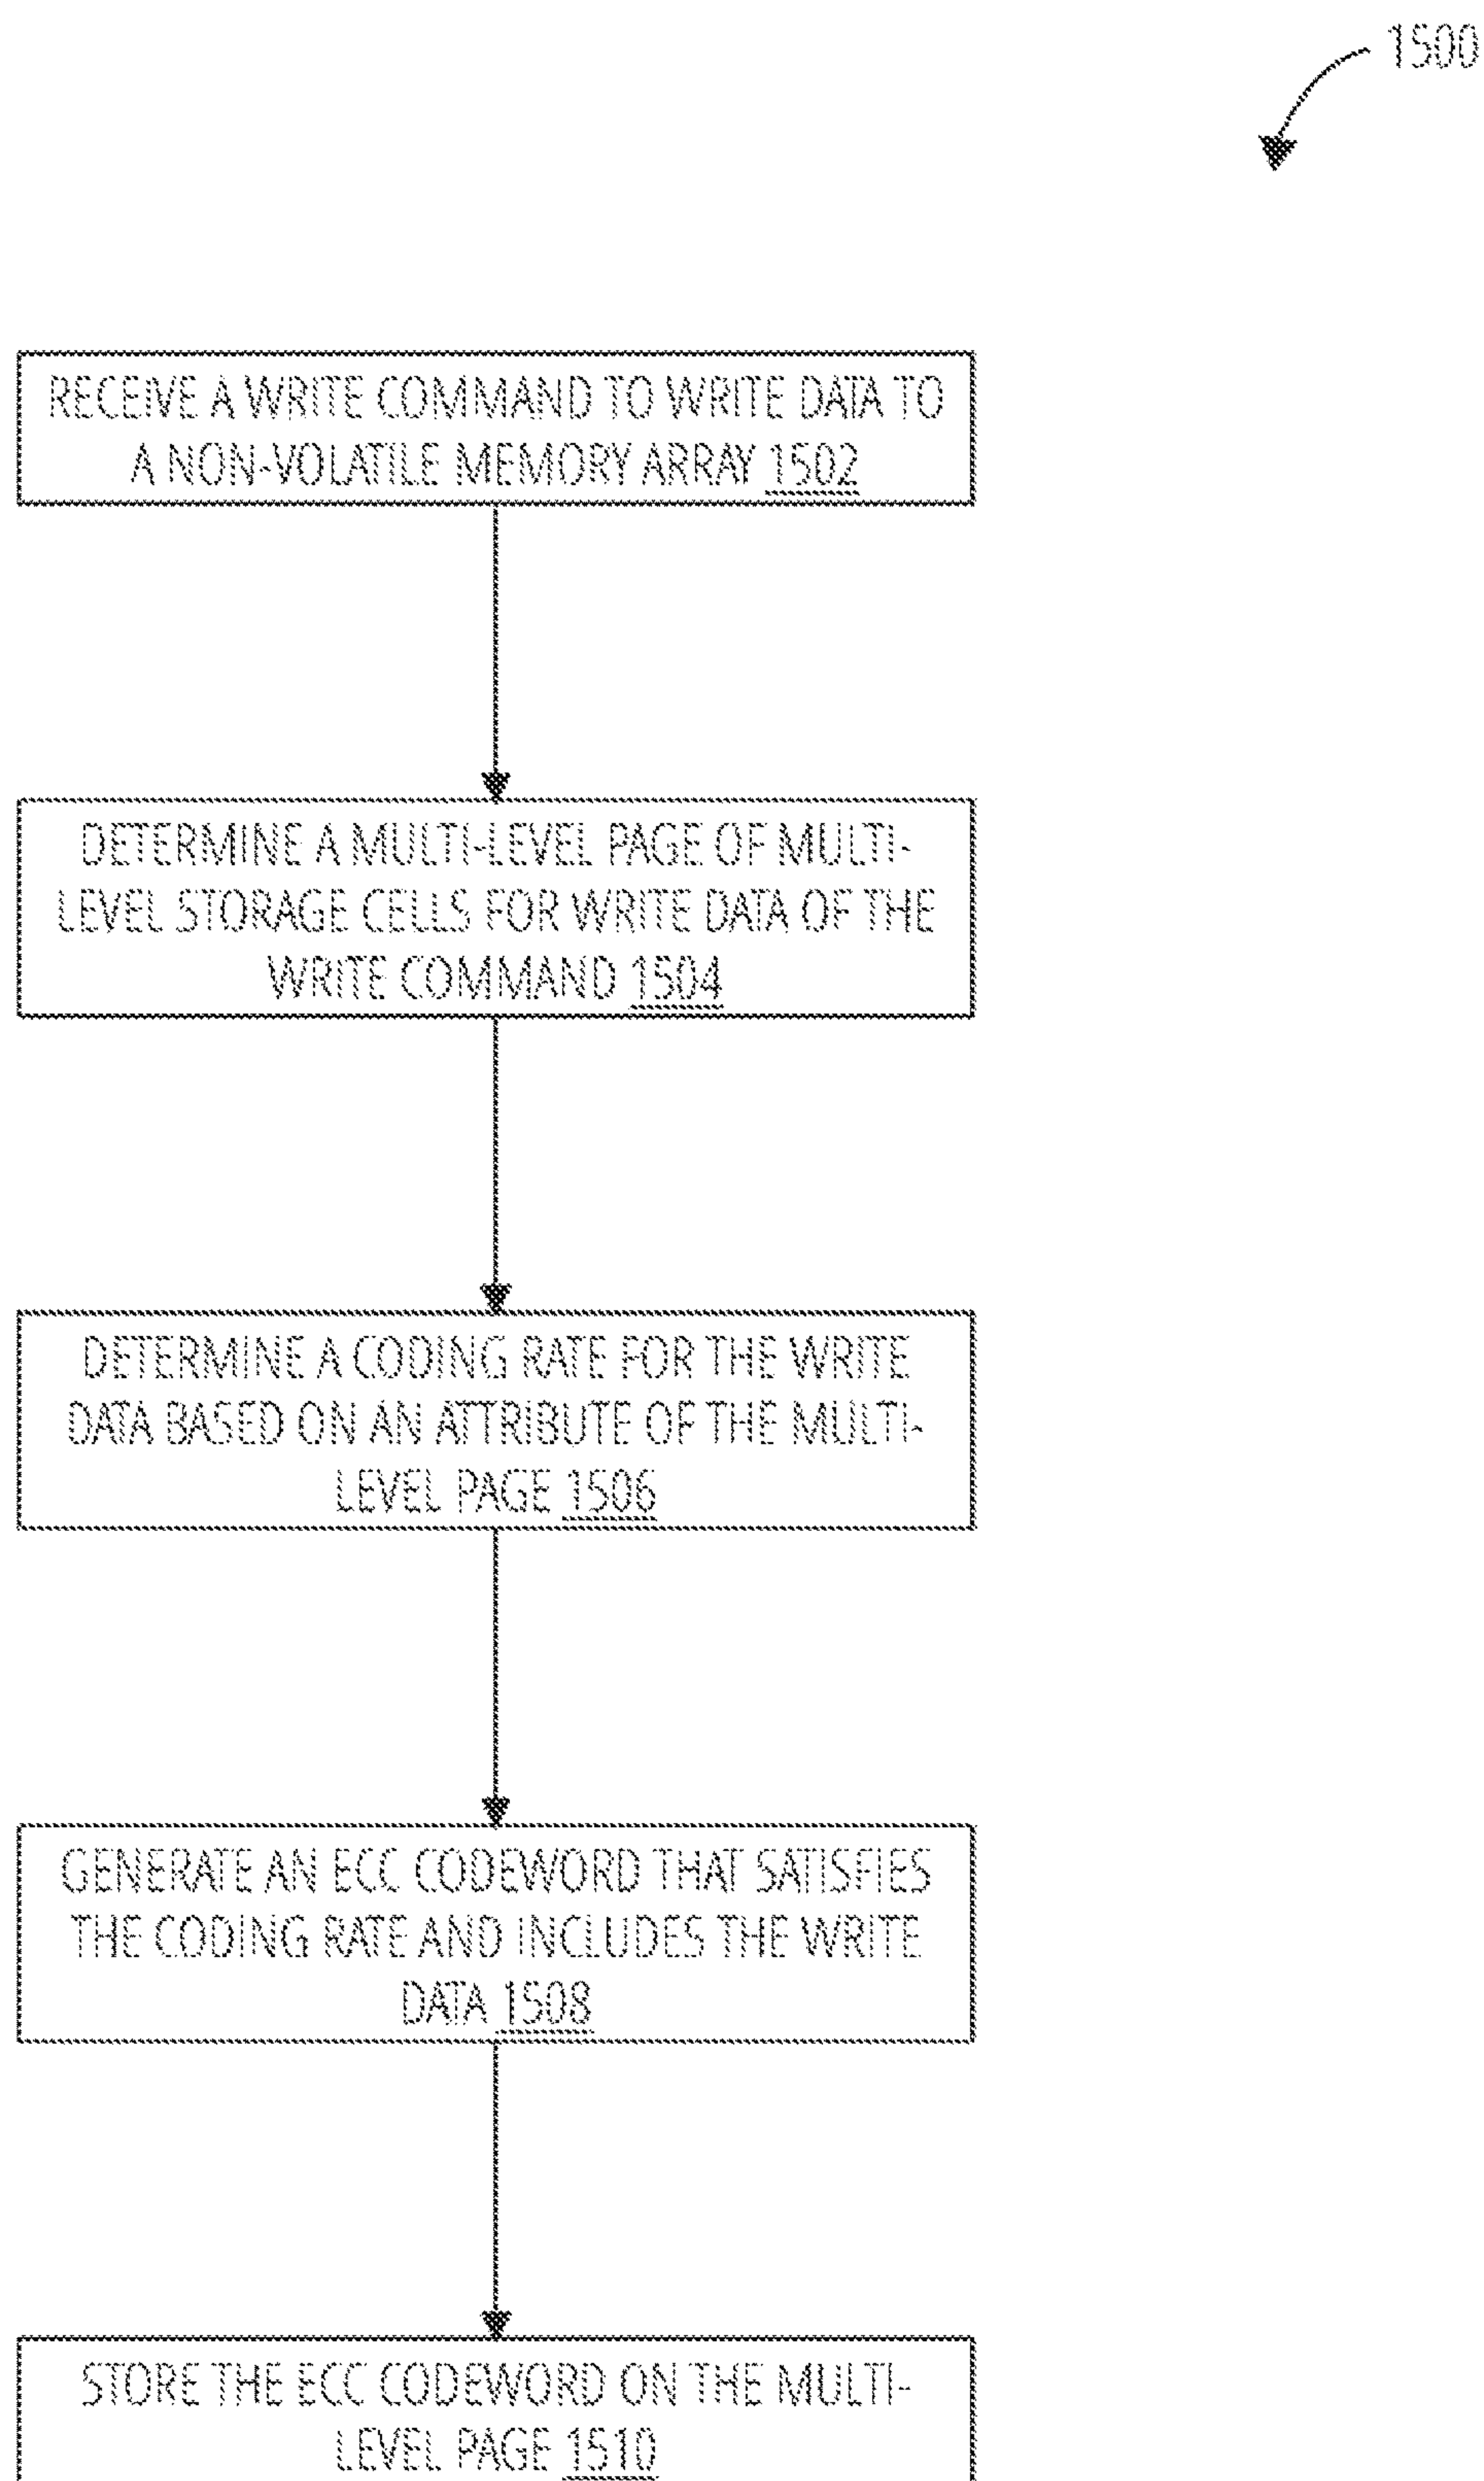 1500
RECEIVE A WRITE COMMAND TO WRITE DATA TO
A NON-VOLATILE MEMORY ARRAY 1502
DETERMINE A MULTI-LEVEL PAGE OF MULTI-
LEVEL STORAGE CELLS FOR WRITE DATA OF THE
WRITE COMMAND 1504
DETERMINE A CODING RATE FOR THE WRITE
DATA BASED ON AN ATTRIBUTE OF THE MULTI-
LEVEL PAGE 1506
GENERATE AN ECC CODEWORD THAT SATISFIES
THE CODING RATE AND INCLUDES THE WRITE
DATA 1508
STORE THE ECC CODEWORD ON THE MULTI-
LEVEL PAGE 1510